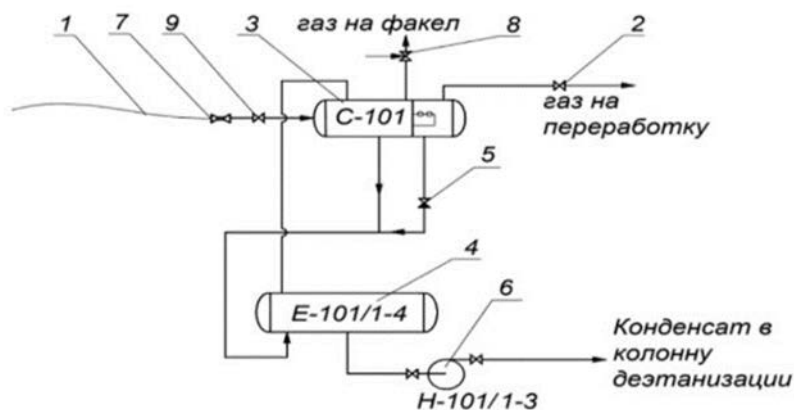 1 7 9 3 газ на факел 8 2
С-101
газ на
переработку
5
4
E-101/1-4
6
Конденсат в
колонну
деэтанизации
Н-101/1-3